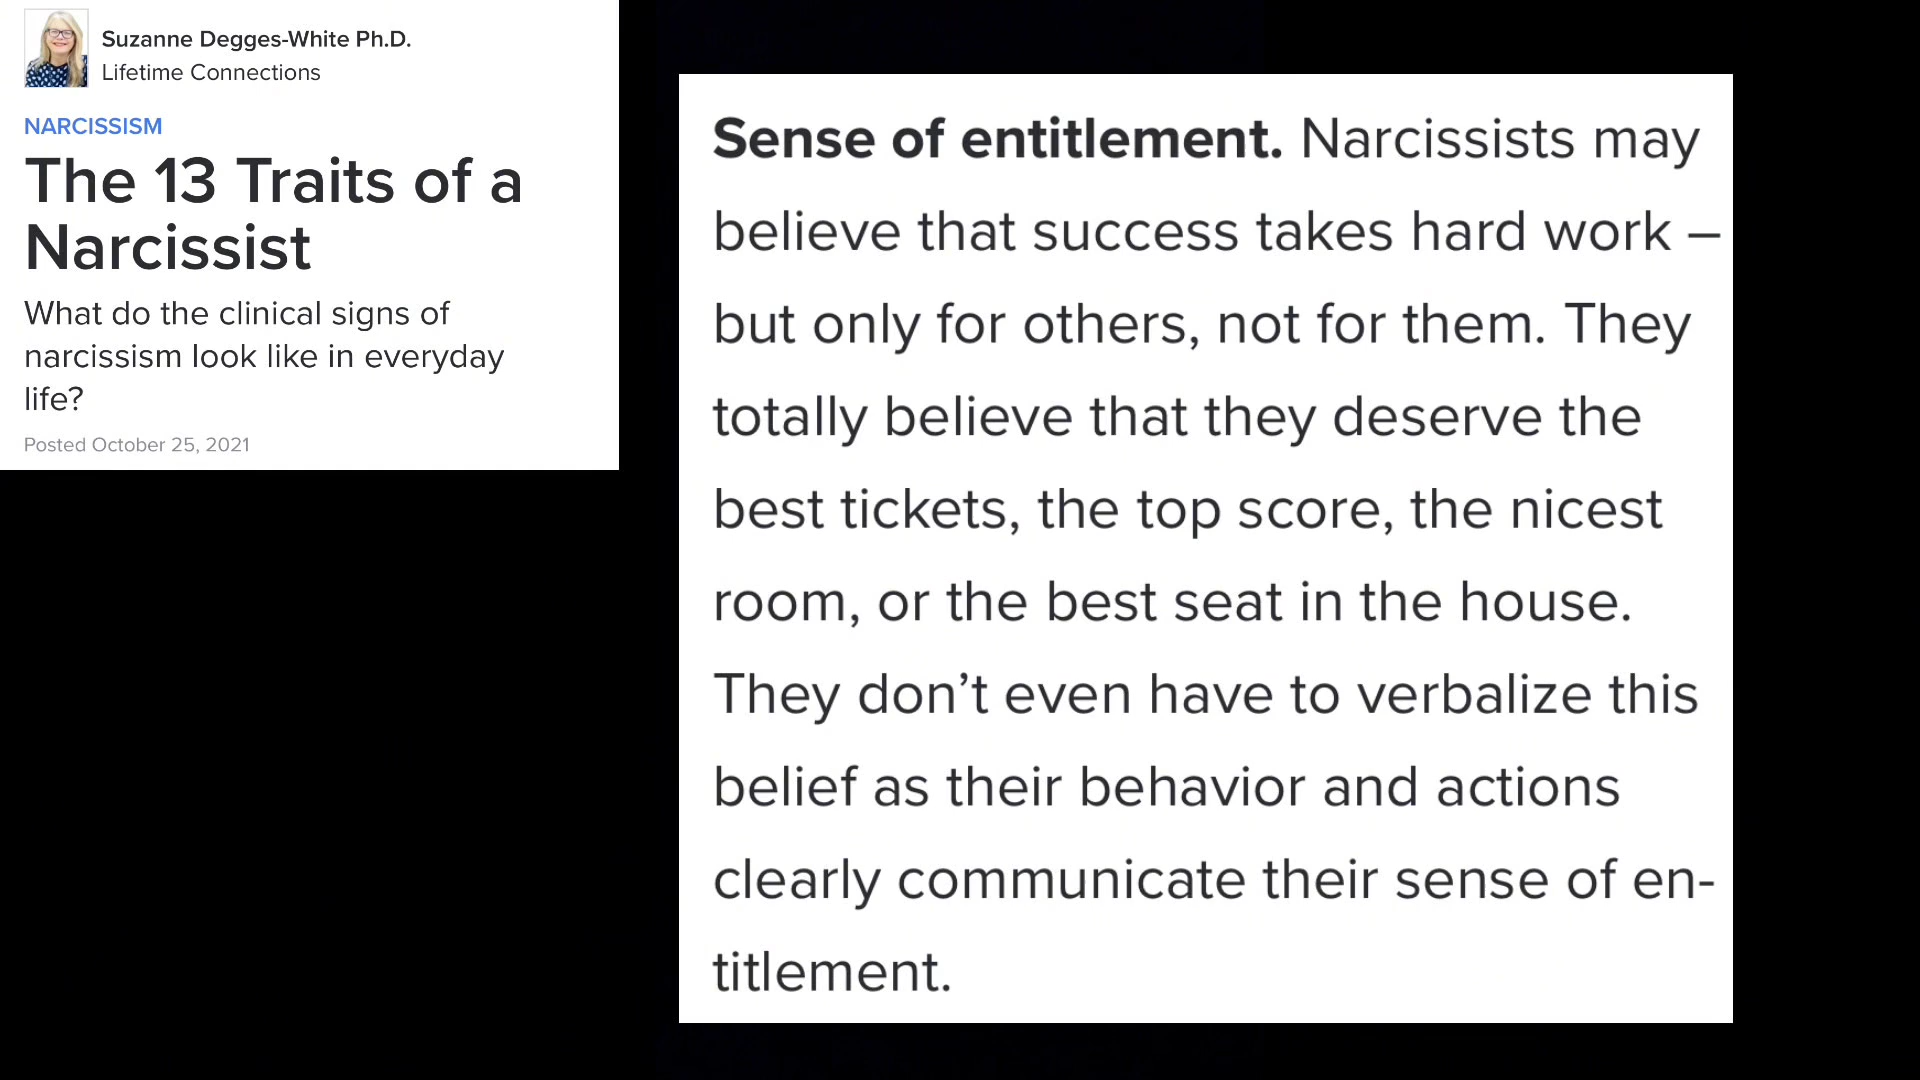 Suzanne Degges-White Ph.D.
Lifetime Connections
NARCISSISM
The 13 Traits of a
Narcissist
What do the clinical signs of
narcissism look like in everyday
life?
Posted October 25, 2021
Sense of entitlement. Narcissists may
believe that success takes hard work –
but only for others, not for them. They
totally believe that they deserve the
best tickets, the top score, the nicest
room, or the best seat in the house.
They don’t even have to verbalize this
belief as their behavior and actions
clearly communicate their sense of en-
titlement.